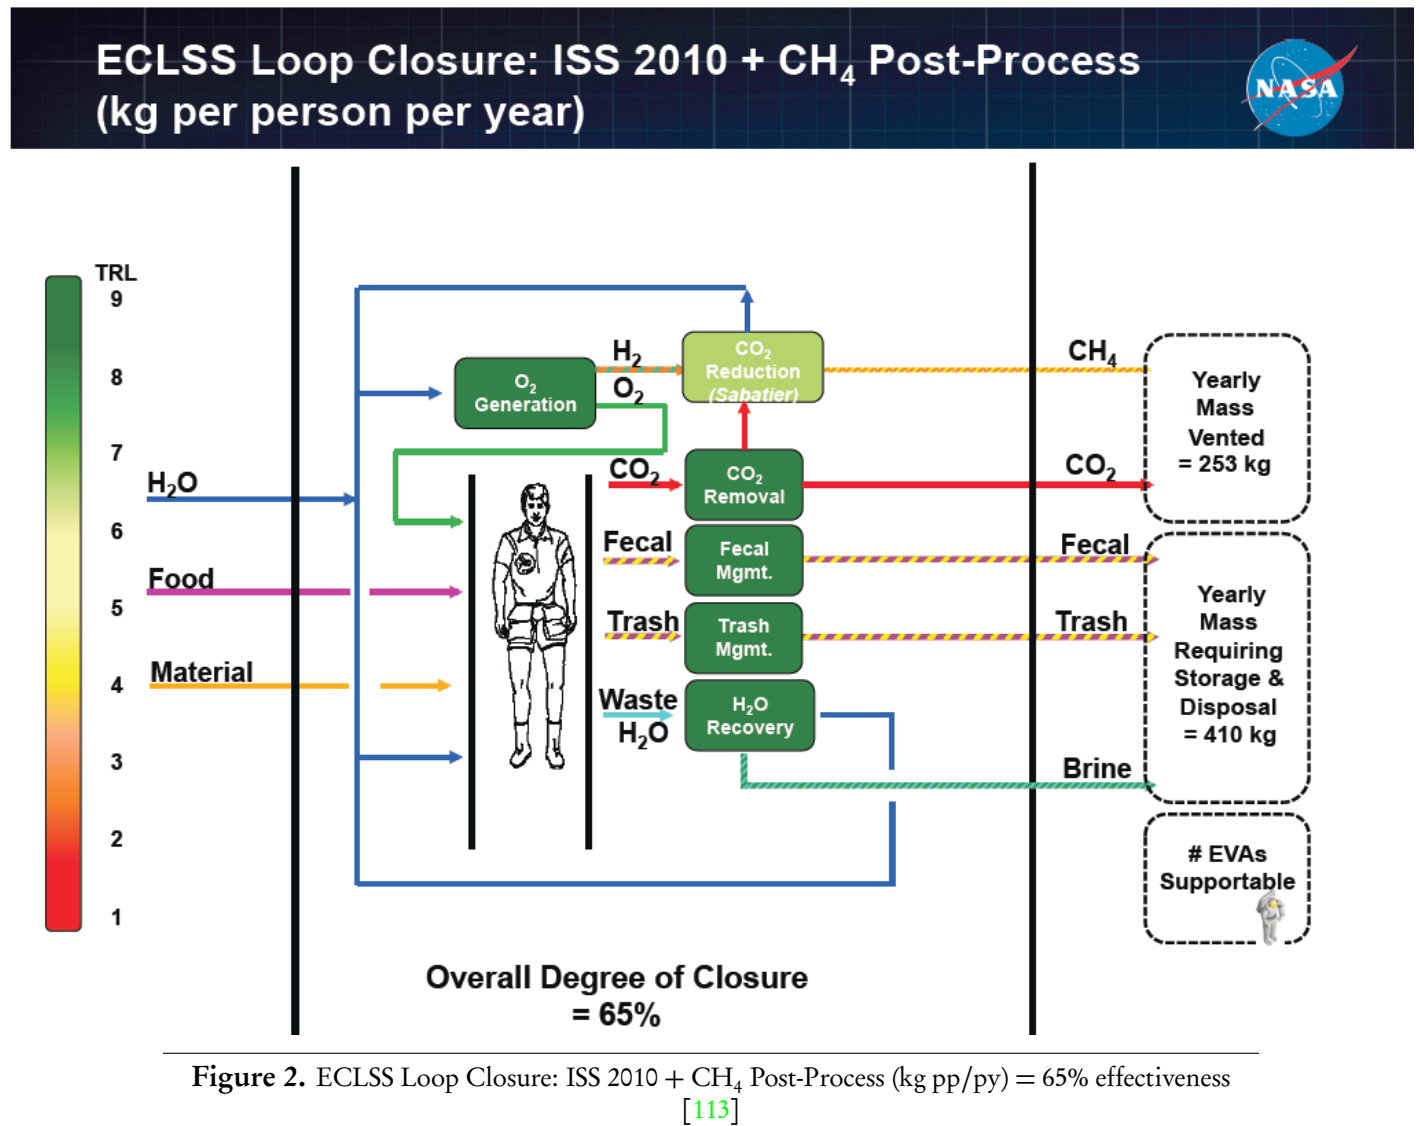 ECLSS Loop Closure: ISS 2010 + CH₄ Post-Process
(kg per person per year)
NASA
TRL
9
8
7
6
5
4
3
2
1
H₂O
Food
Material
O₂
Generation
H₂
O₂
CO₂
Reduction
(Sabatier)
CO₂
CO₂
Removal
Fecal
Fecal
Mgmt.
Trash
Trash
Mgmt.
Waste
H₂O
H₂O
Recovery
CH₄
CO₂
Fecal
Trash
Brine
Yearly
Mass
Vented
= 253 kg
Yearly
Mass
Requiring
Storage &
Disposal
= 410 kg
# EVAs
Supportable
Overall Degree of Closure
= 65%
Figure 2. ECLSS Loop Closure: ISS 2010 + CH₄ Post-Process (kg pp/py) = 65% effectiveness
[113]